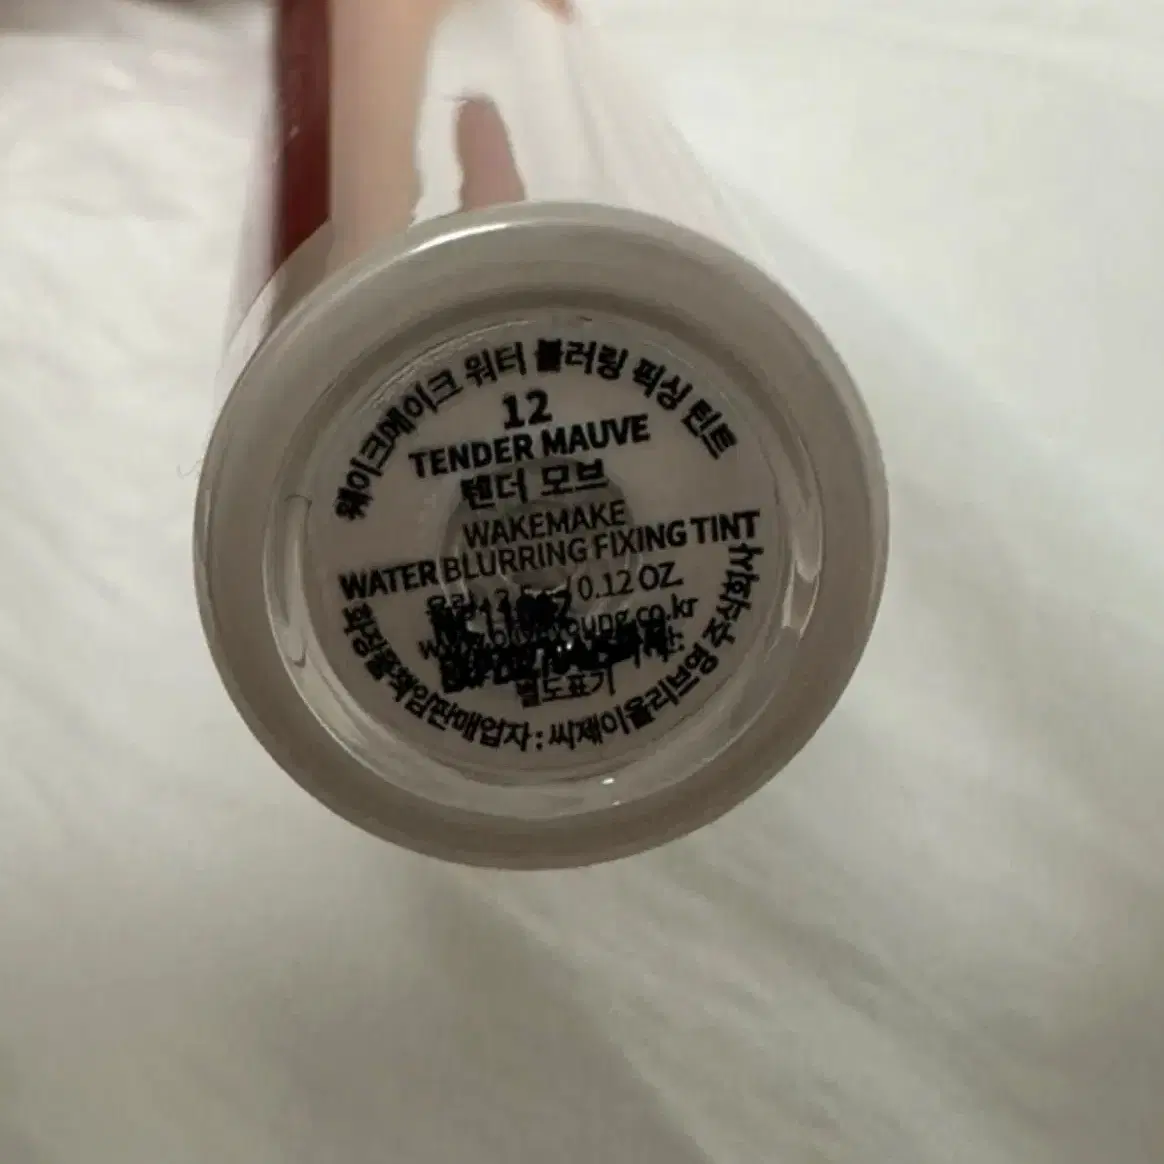 웨이크메이크 워터 블러링 픽싱 틴트
12
TENDER MAUVE
텐더 모브
WAKEMAKE
WATER BLURRING FIXING TINT
0.12 OZ.
별도표기
화장품책임판매업자 : 씨제이올리브영 주식회사